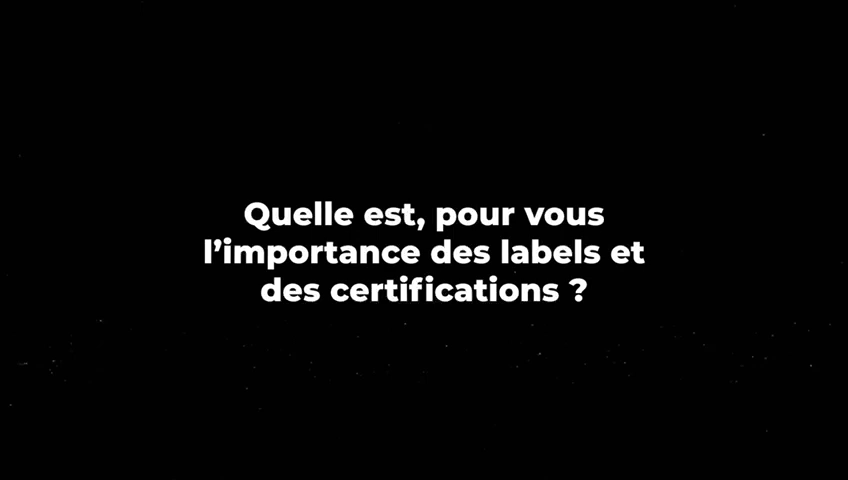 Quelle est, pour vous
l’importance des labels et
des certifications ?